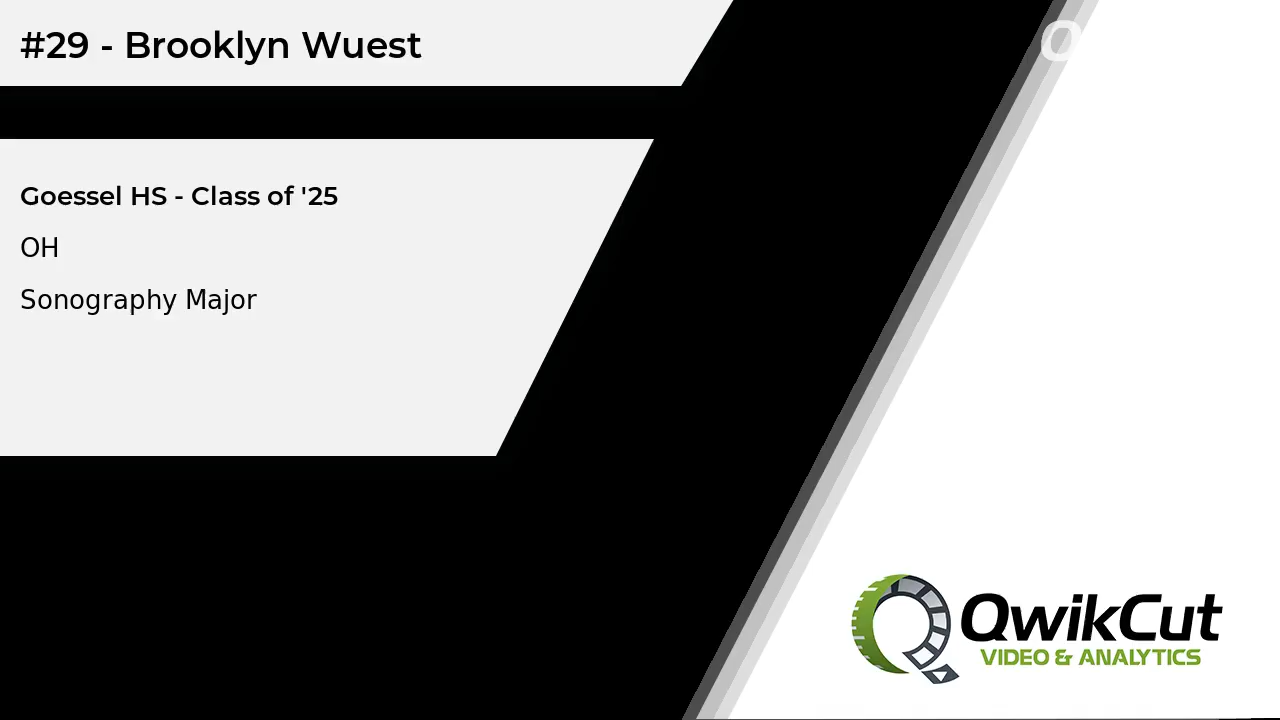 #29 - Brooklyn Wuest
Goessel HS - Class of '25
OH
Sonography Major
QwikCut
VIDEO & ANALYTICS